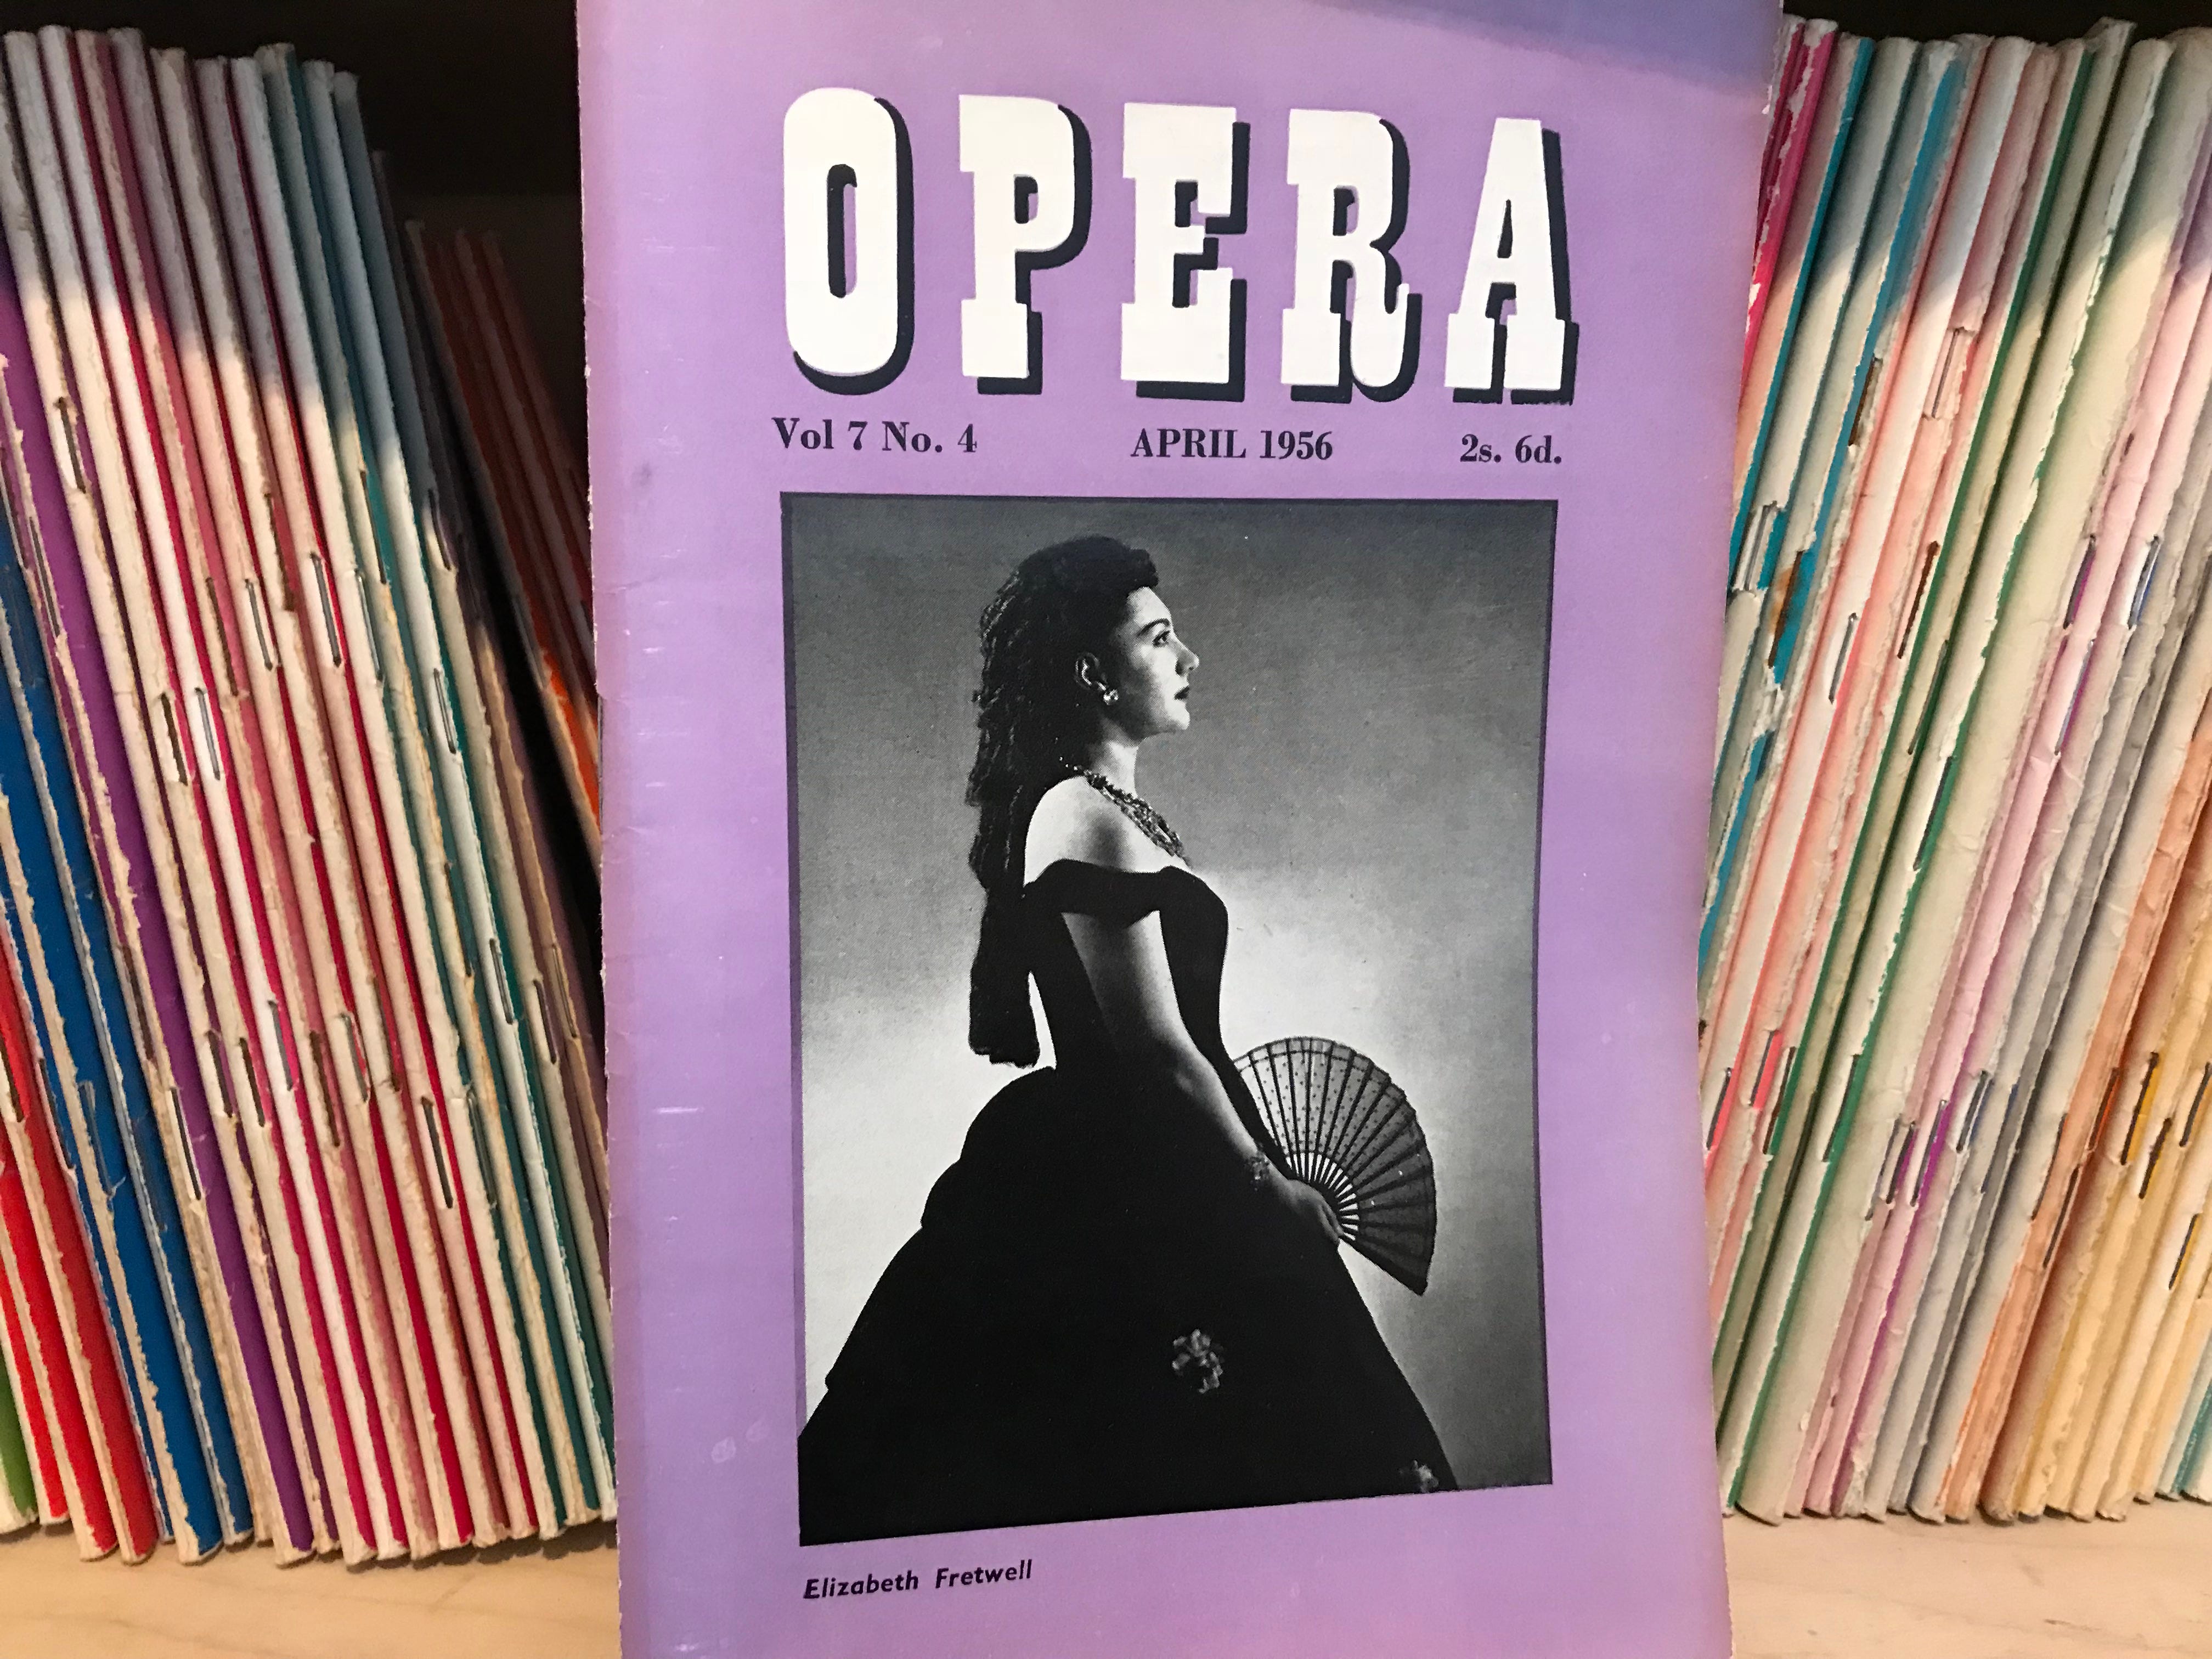 OPERA
Vol 7 No. 4 APRIL 1956 2s. 6d.
Elizabeth Fretwell